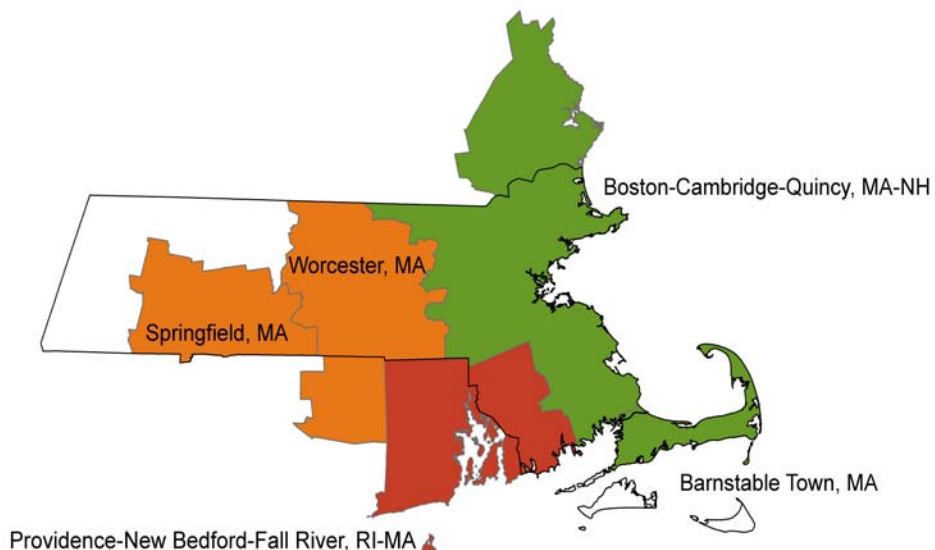 Boston-Cambridge-Quincy, MA-NH
Worcester, MA
Springfield, MA
Barnstable Town, MA
Providence-New Bedford-Fall River, RI-MA